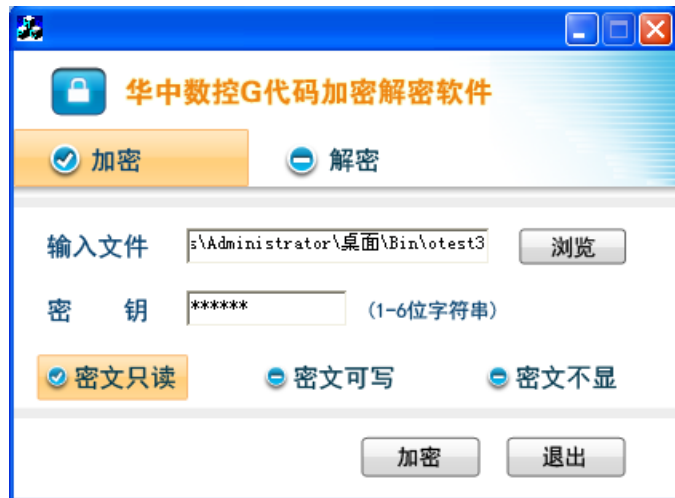 华中数控G代码加密解密软件
加密 解密
输入文件 s\Administrator\桌面\Bin\otest3 浏览
密 钥 ****** (1-6位字符串)
密文只读 密文可写 密文不显
加密 退出